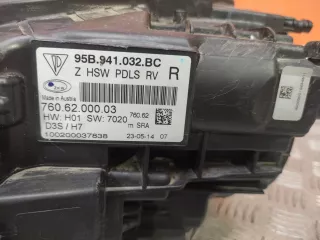 95B.941.032.BC
Z HSW PDLS RV R
Made in Austria
760.62.000.03
760.62
HW: H01 SW: 7020
D3S / H7 m SRA
100200037838 23-05-14 07